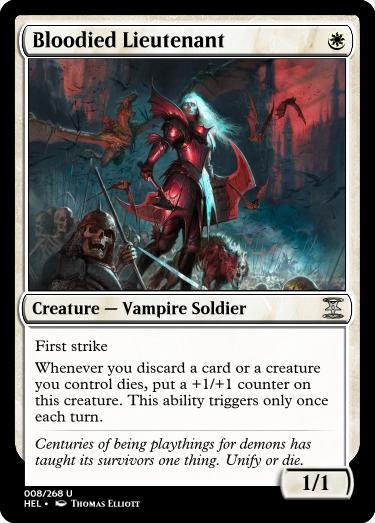 Bloodied Lieutenant
Creature — Vampire Soldier
First strike
Whenever you discard a card or a creature
you control dies, put a +1/+1 counter on
this creature. This ability triggers only once
each turn.
Centuries of being playthings for demons has
taught its survivors one thing. Unify or die.
1/1
008/268 U
HEL • Thomas Elliott